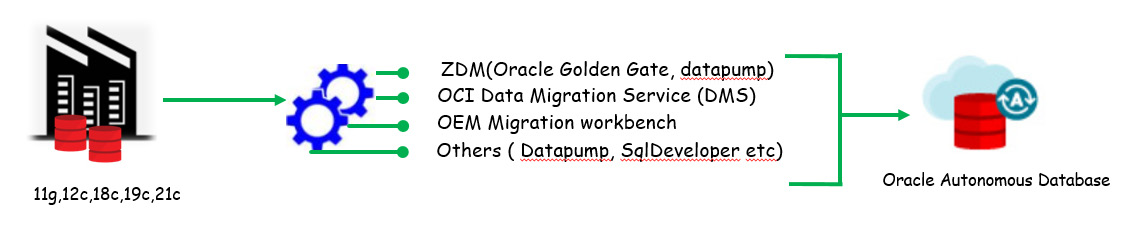 ZDM(Oracle Golden Gate, datapump)
OCI Data Migration Service (DMS)
OEM Migration workbench
Others ( Datapump, SqlDeveloper etc)
A
11g,12c,18c,19c,21c
Oracle Autonomous Database